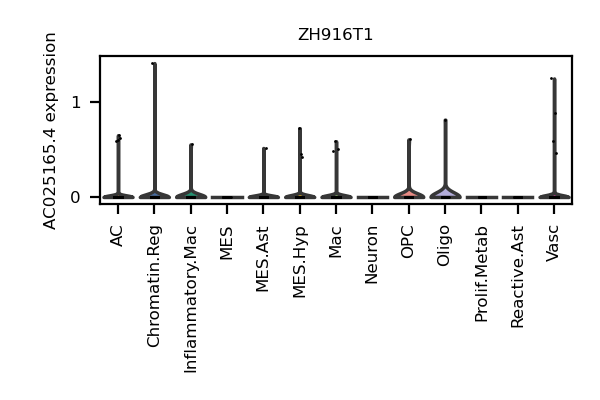 ZH916T1
AC025165.4 expression
1
0
AC
Chromatin.Reg
Inflammatory.Mac
MES
MES.Ast
MES.Hyp
Mac
Neuron
OPC
Oligo
Prolif.Metab
Reactive.Ast
Vasc